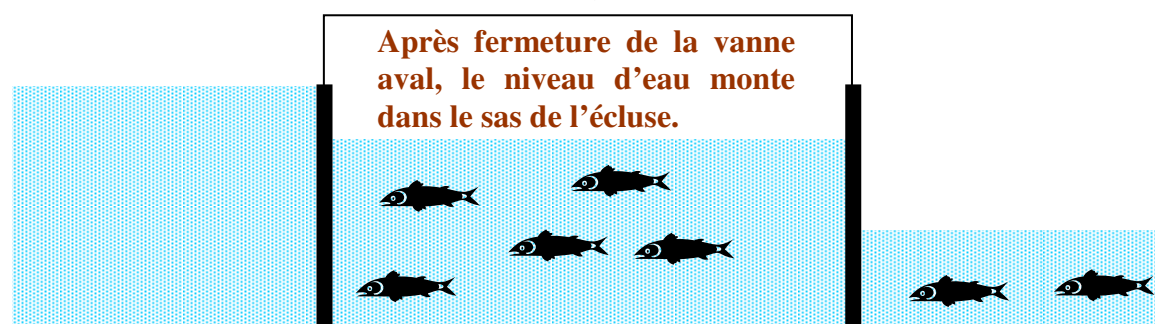 Après fermeture de la vanne
aval, le niveau d’eau monte
dans le sas de l’écluse.